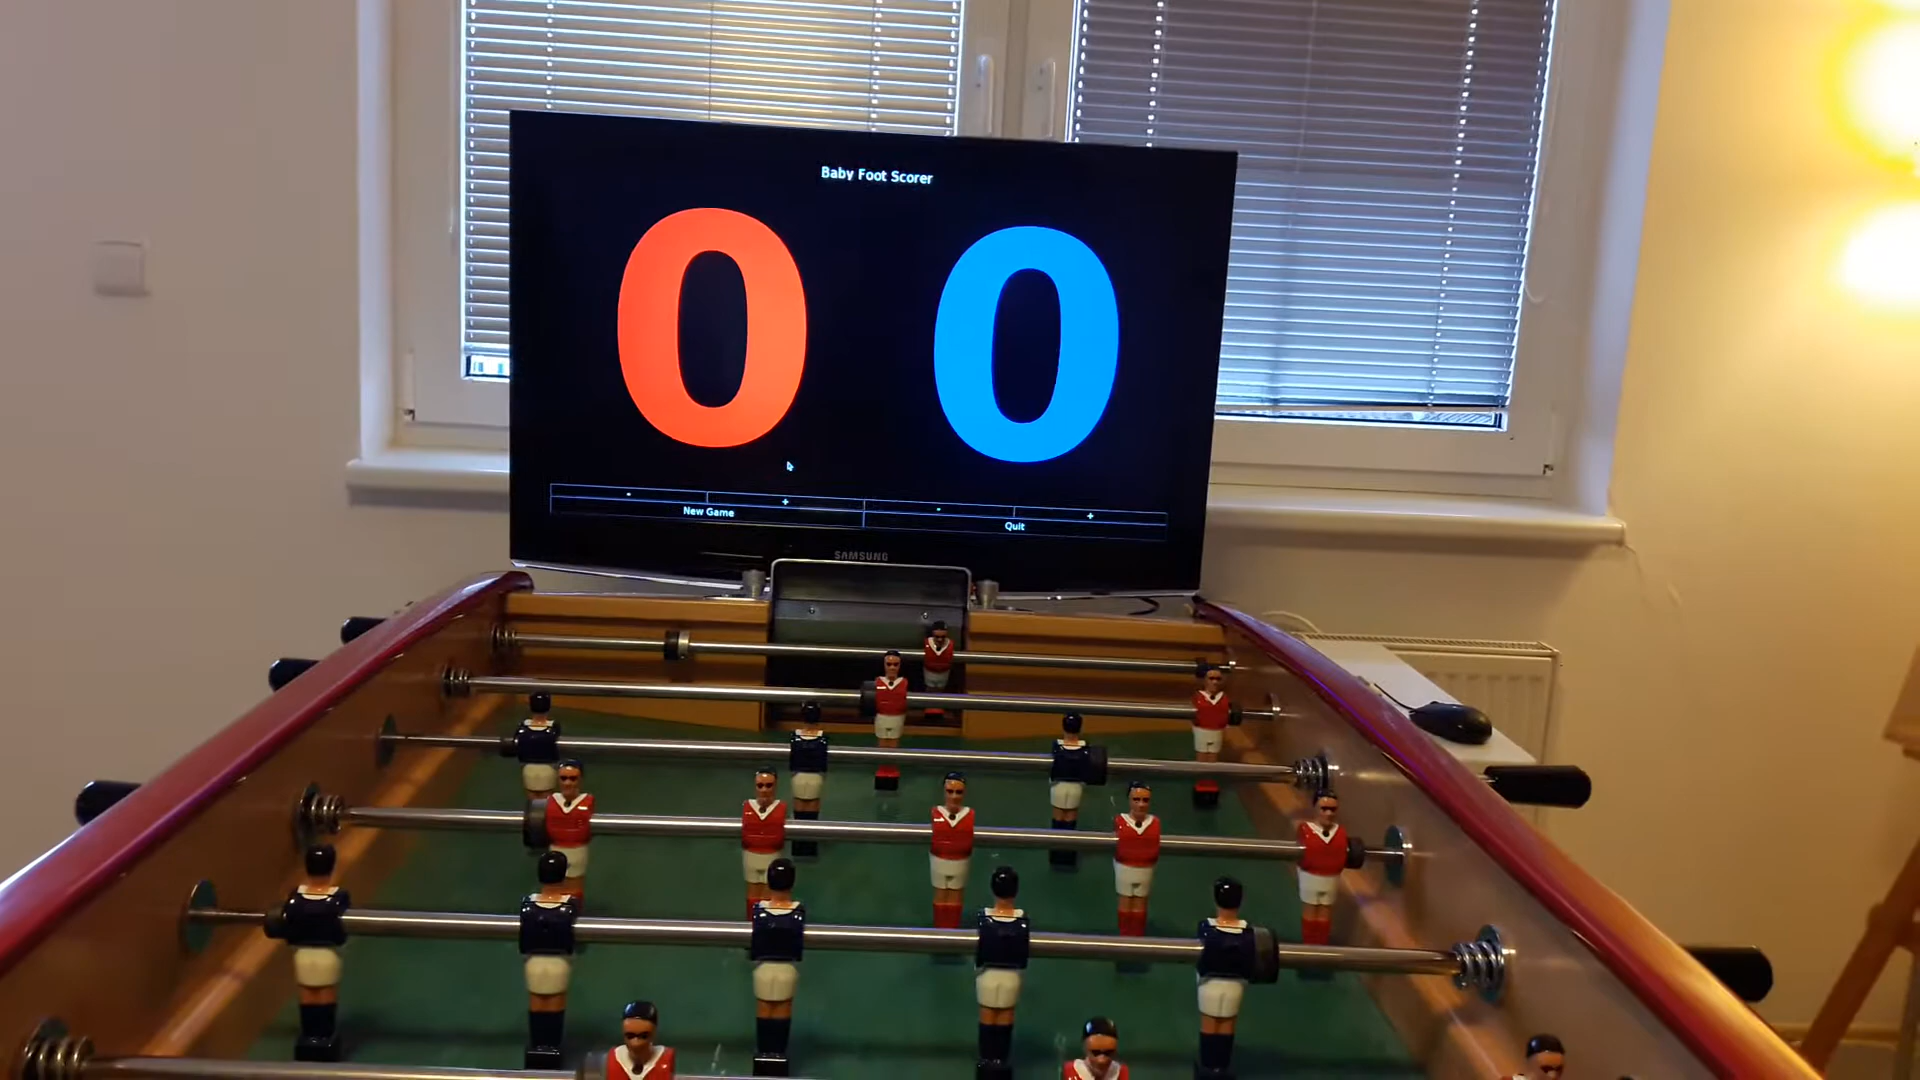 Baby Foot Scorer
0 0
- + - +
New Game Quit
SAMSUNG